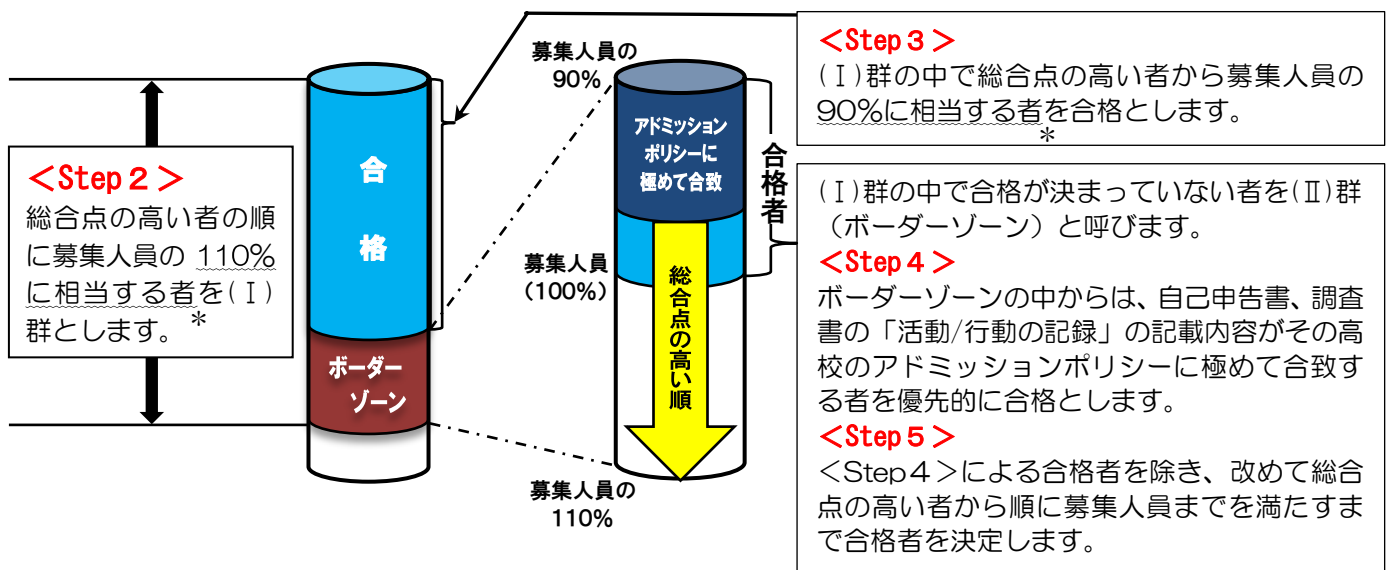 <Step２>
総合点の高い者の順
に募集人員の 110%
に相当する者を(Ⅰ)
群とします。*
合
格
ボーダー
ゾーン
募集人員の
90%
アドミッション
ポリシーに
極めて合致
合格者
募集人員
(100%)
総合点の高い順
募集人員の
110%
<Step３>
(Ⅰ)群の中で総合点の高い者から募集人員の
90%に相当する者を合格とします。
*
(Ⅰ)群の中で合格が決まっていない者を(Ⅱ)群
（ボーダーゾーン）と呼びます。
<Step４>
ボーダーゾーンの中からは、自己申告書、調査
書の「活動/行動の記録」の記載内容がその高
校のアドミッションポリシーに極めて合致す
る者を優先的に合格とします。
<Step５>
<Step４>による合格者を除き、改めて総合
点の高い者から順に募集人員までを満たすま
で合格者を決定します。